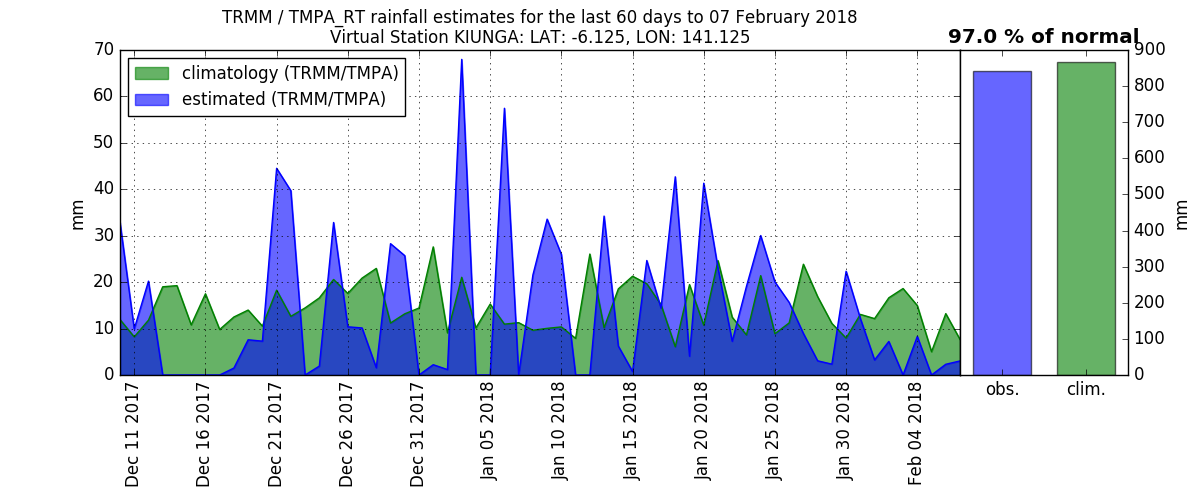 TRMM / TMPA_RT rainfall estimates for the last 60 days to 07 February 2018
Virtual Station KIUNGA: LAT: -6.125, LON: 141.125
97.0 % of normal
climatology (TRMM/TMPA)
estimated (TRMM/TMPA)
mm
70
60
50
40
30
20
10
0
Dec 11 2017
Dec 16 2017
Dec 21 2017
Dec 26 2017
Dec 31 2017
Jan 05 2018
Jan 10 2018
Jan 15 2018
Jan 20 2018
Jan 25 2018
Jan 30 2018
Feb 04 2018
obs.
clim.
900
800
700
600
500
400
300
200
100
0
mm